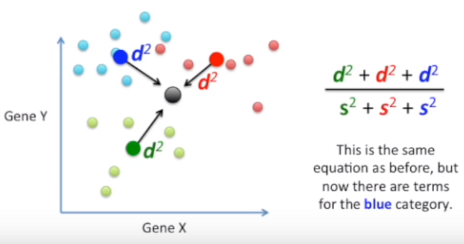 d² d² + d² + d²
d² s² + s² + s²
Gene Y
d²
This is the same
equation as before, but
now there are terms
for the blue category.
Gene X